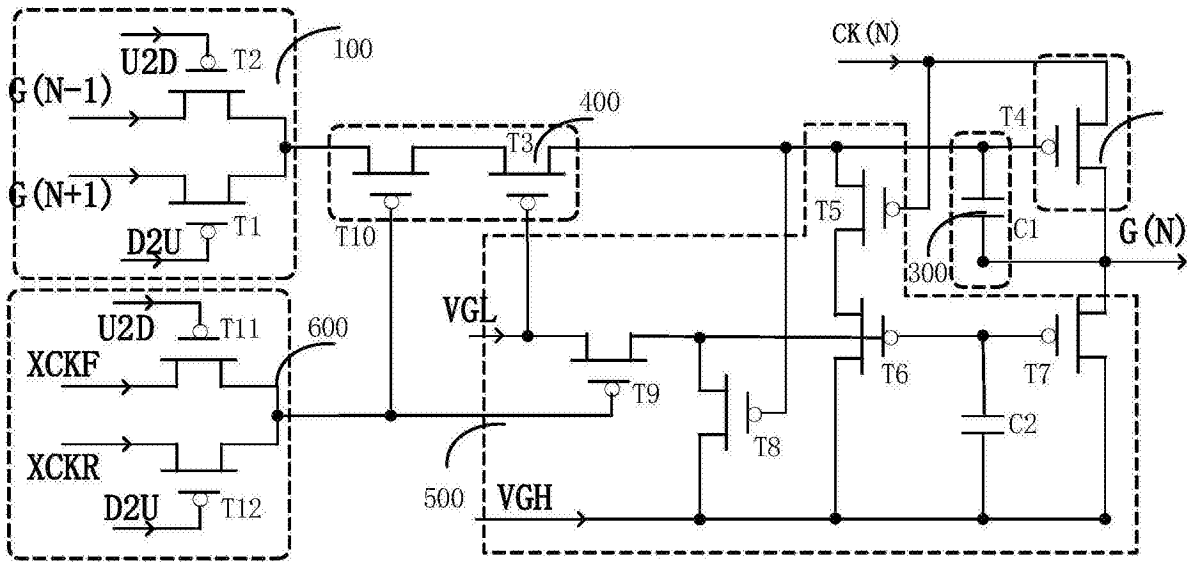 U2D
T2
100
G(N-1)
G(N+1)
T1
D2U
T3
400
T10
CK(N)
T4
T5
C1
300
G(N)
U2D
T11
600
XCKF
XCKR
D2U
T12
VGL
T9
T8
T6
T7
C2
500
VGH